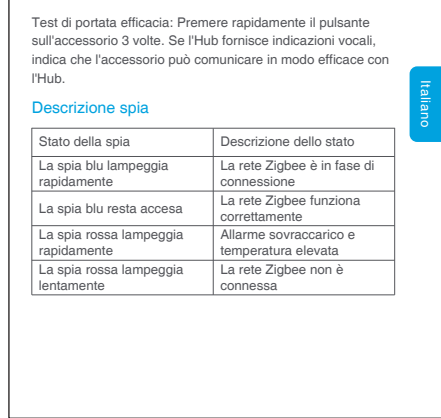 Test di portata efficacia: Premere rapidamente il pulsante
sull'accessorio 3 volte. Se l'Hub fornisce indicazioni vocali,
indica che l'accessorio può comunicare in modo efficace con
l'Hub.
Italiano
Descrizione spia
Stato della spia Descrizione dello stato
La spia blu lampeggia La rete Zigbee è in fase di
rapidamente connessione
La spia blu resta accesa La rete Zigbee funziona
correttamente
La spia rossa lampeggia Allarme sovraccarico e
rapidamente temperatura elevata
La spia rossa lampeggia La rete Zigbee non è
lentamente connessa